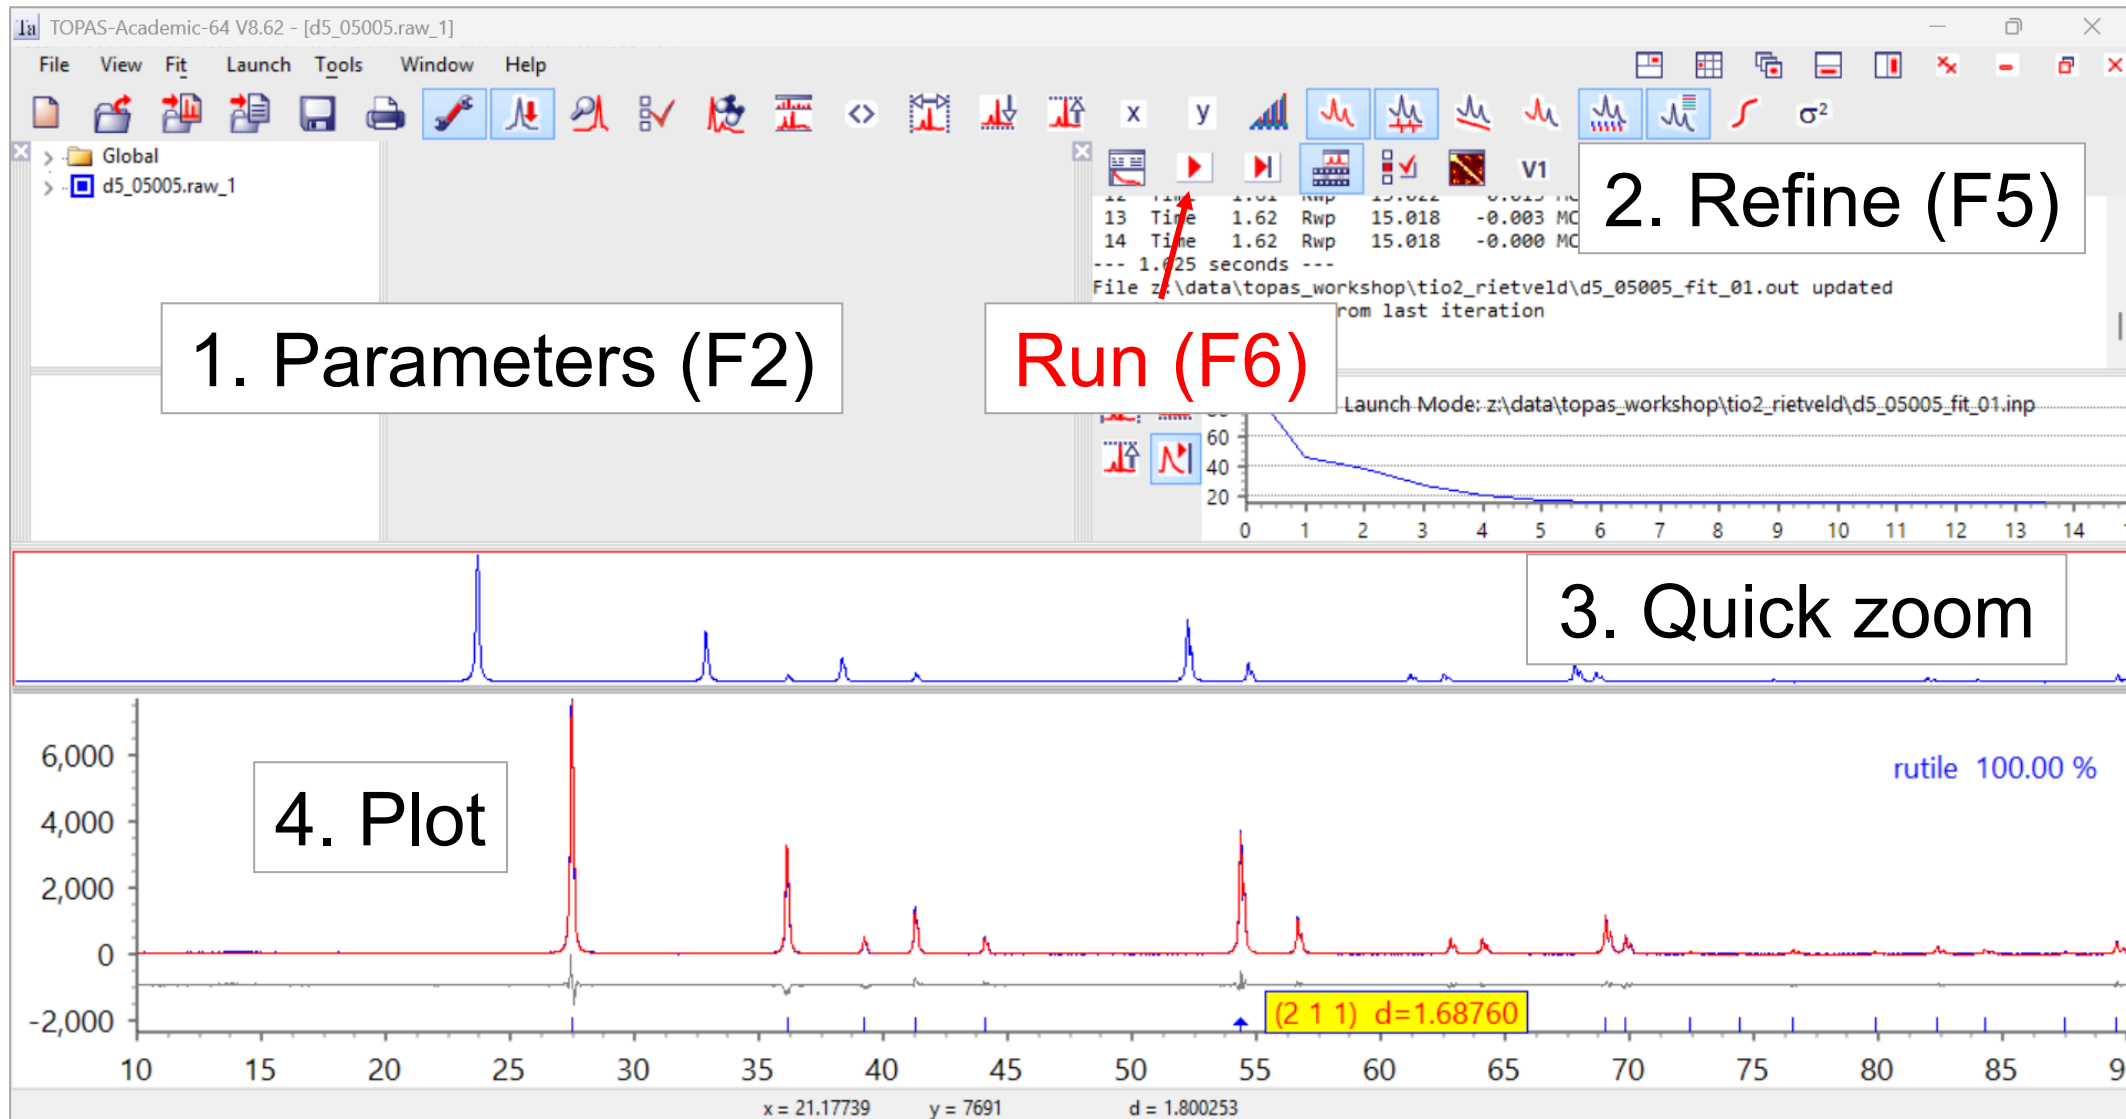 TOPAS-Academic-64 V8.62 - [d5_05005.raw_1]
File View Fit Launch Tools Window Help
x y σ²
Global
d5_05005.raw_1
V1
2. Refine (F5)
13 Time 1.62 Rwp 15.018 -0.003 MC
14 Time 1.62 Rwp 15.018 -0.000 MC
--- 1.625 seconds ---
File z:\data\topas_workshop\tio2_rietveld\d5_05005_fit_01.out updated
rom last iteration
1. Parameters (F2)
Run (F6)
Launch Mode: z:\data\topas_workshop\tio2_rietveld\d5_05005_fit_01.inp
60
40
20
0 1 2 3 4 5 6 7 8 9 10 11 12 13 14
3. Quick zoom
6,000
4,000
2,000
0
-2,000
4. Plot
rutile 100.00 %
(2 1 1) d=1.68760
10 15 20 25 30 35 40 45 50 55 60 65 70 75 80 85 9
x = 21.17739 y = 7691 d = 1.800253